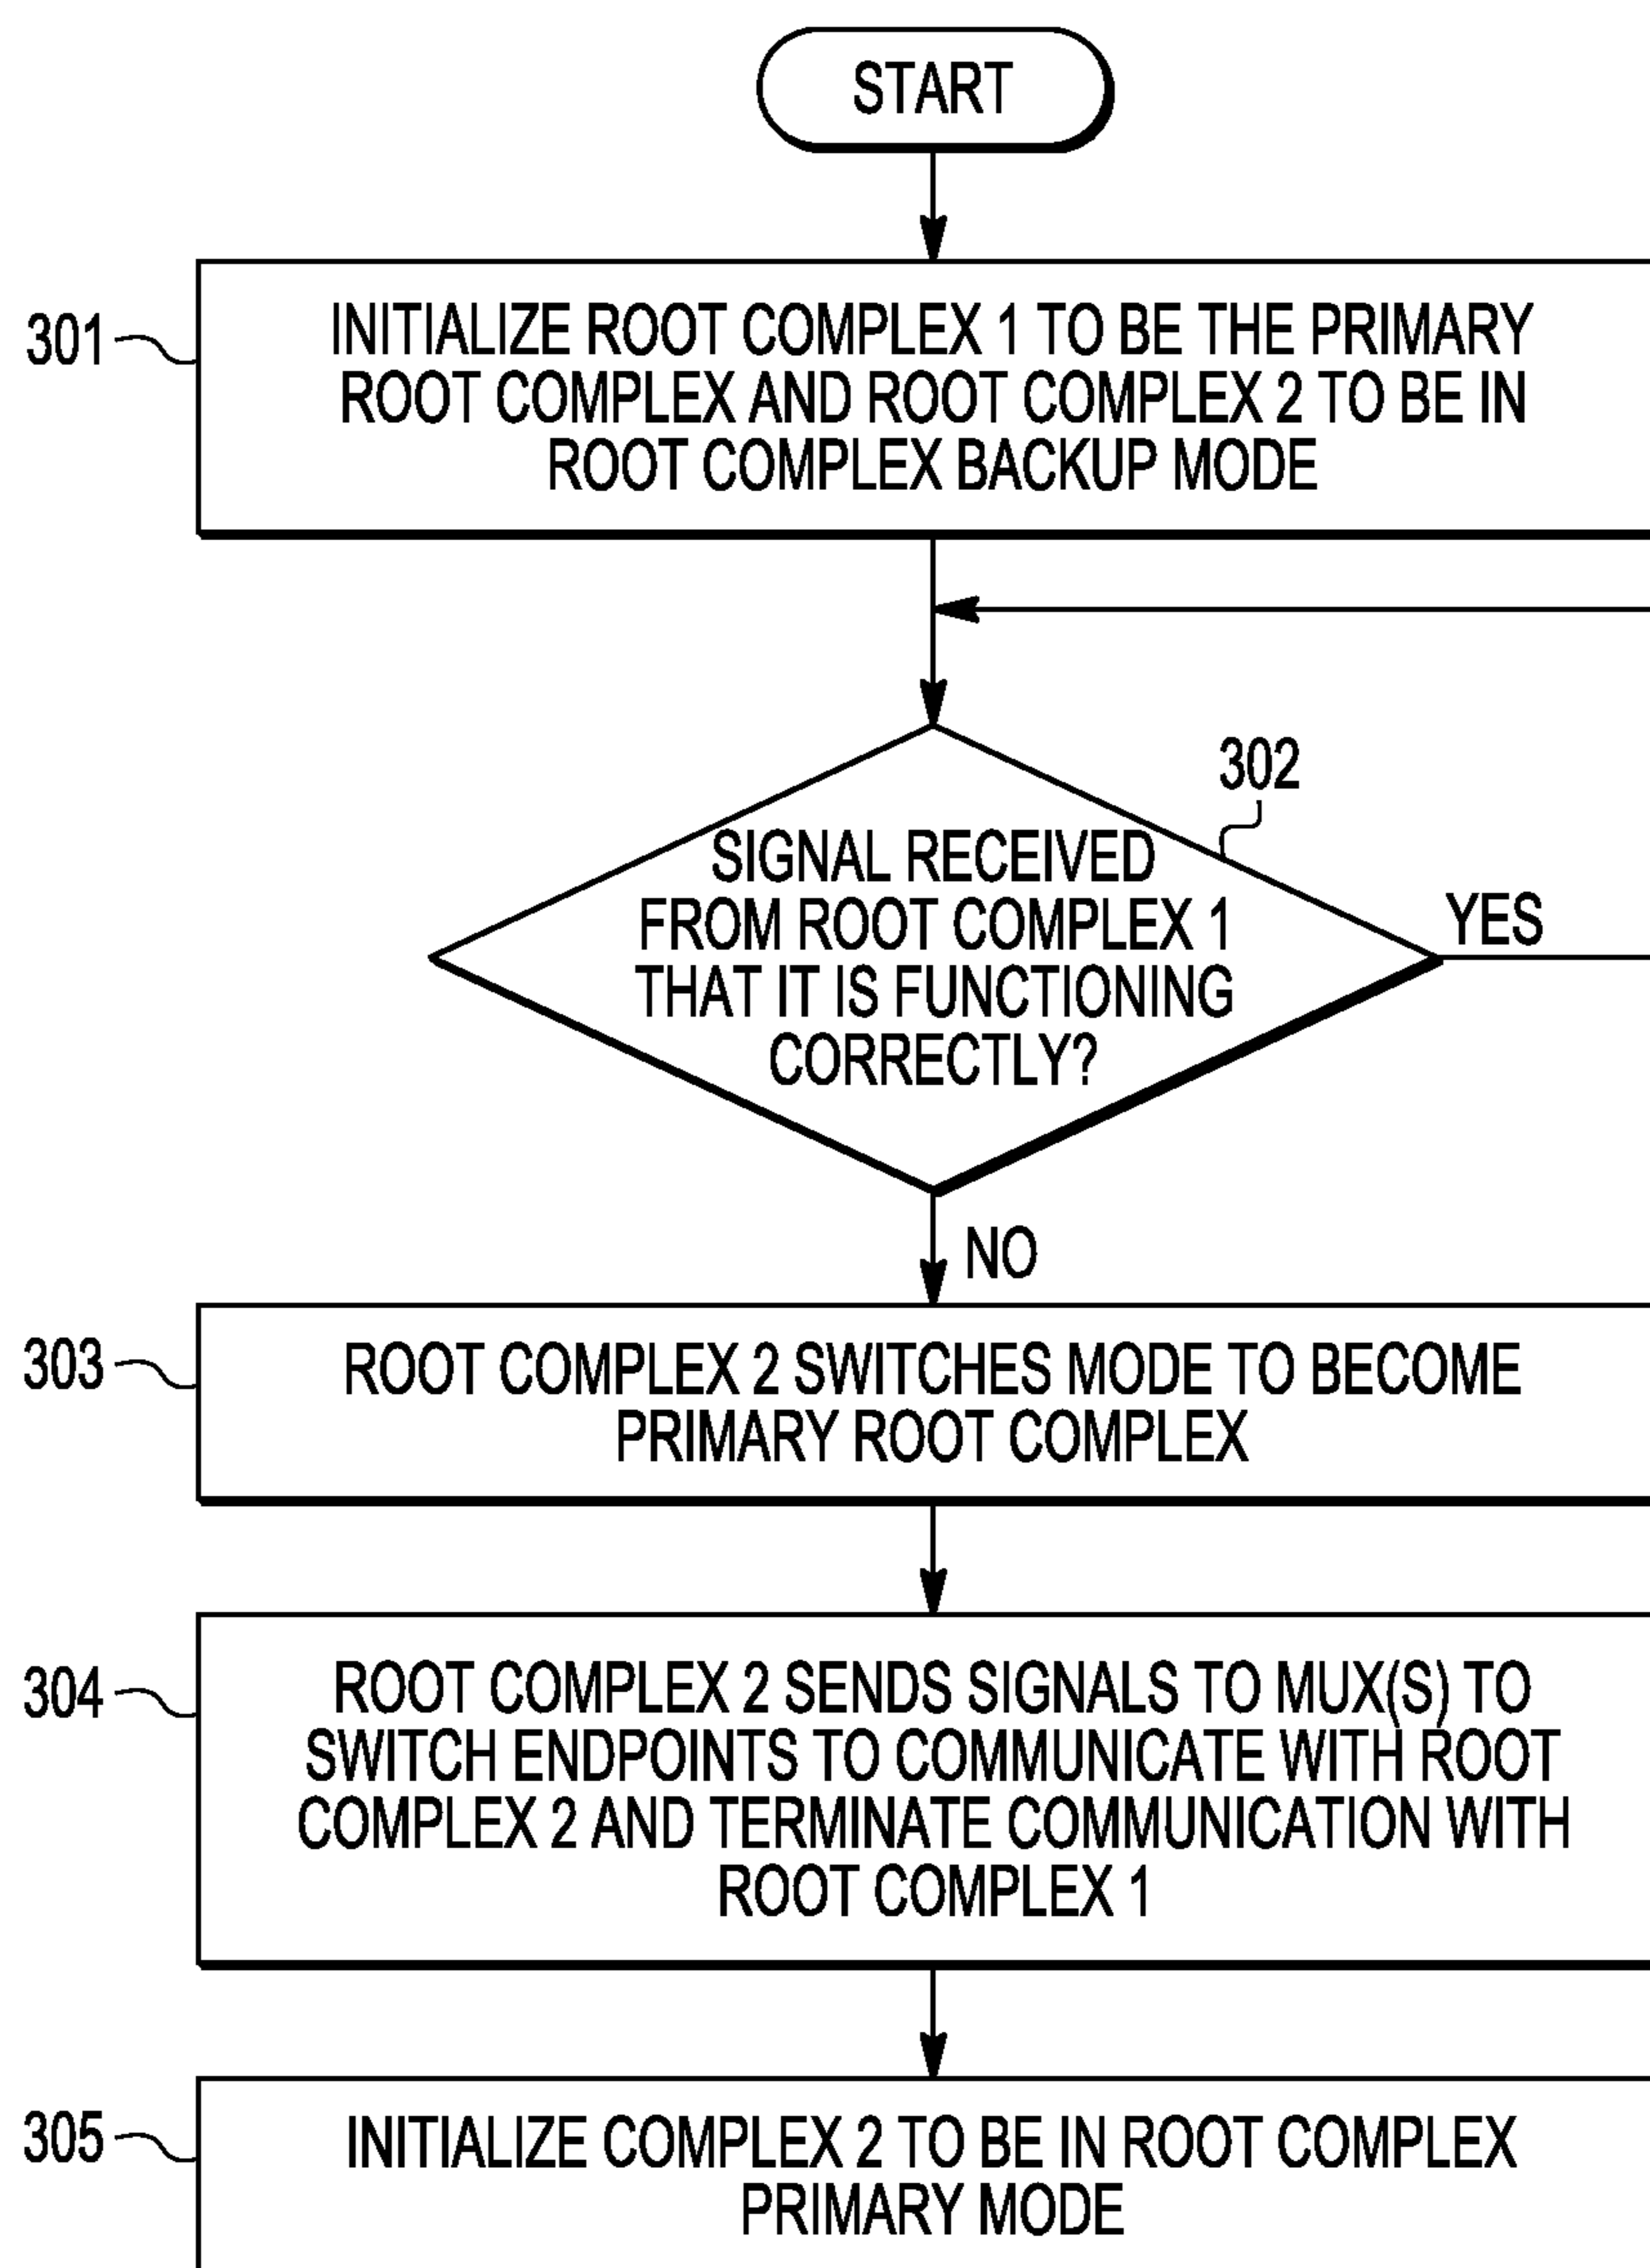 START
301
INITIALIZE ROOT COMPLEX 1 TO BE THE PRIMARY
ROOT COMPLEX AND ROOT COMPLEX 2 TO BE IN
ROOT COMPLEX BACKUP MODE
302
SIGNAL RECEIVED
FROM ROOT COMPLEX 1
THAT IT IS FUNCTIONING
CORRECTLY?
YES
NO
303
ROOT COMPLEX 2 SWITCHES MODE TO BECOME
PRIMARY ROOT COMPLEX
304
ROOT COMPLEX 2 SENDS SIGNALS TO MUX(S) TO
SWITCH ENDPOINTS TO COMMUNICATE WITH ROOT
COMPLEX 2 AND TERMINATE COMMUNICATION WITH
ROOT COMPLEX 1
305
INITIALIZE COMPLEX 2 TO BE IN ROOT COMPLEX
PRIMARY MODE